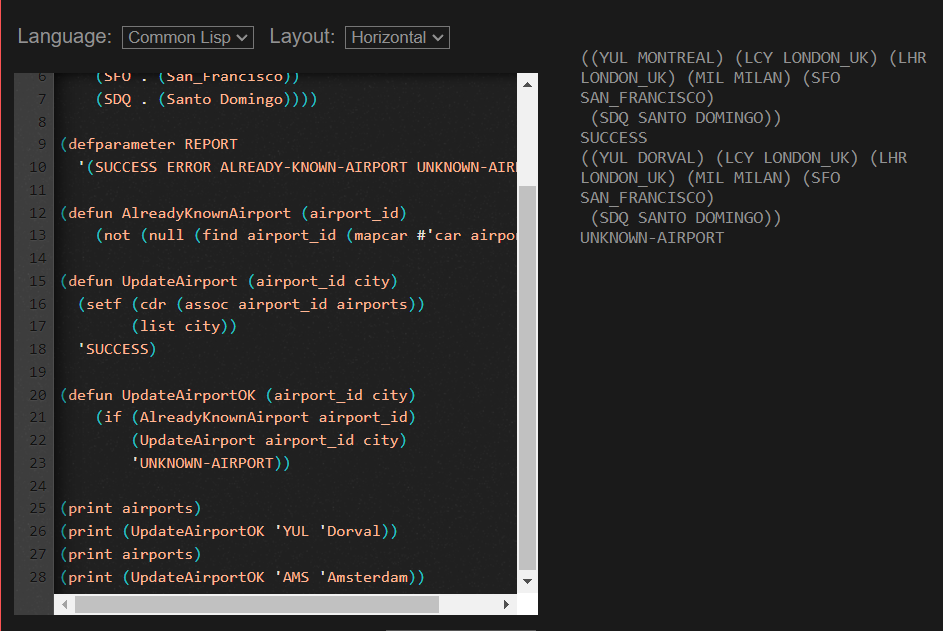 Language: Common Lisp Layout: Horizontal
6 (SFO . (San_Francisco))
7 (SDQ . (Santo Domingo))))
8
9 (defparameter REPORT
10 '(SUCCESS ERROR ALREADY-KNOWN-AIRPORT UNKNOWN-AIR
11
12 (defun AlreadyKnownAirport (airport_id)
13 (not (null (find airport_id (mapcar #'car airpo
14
15 (defun UpdateAirport (airport_id city)
16 (setf (cdr (assoc airport_id airports))
17 (list city))
18 'SUCCESS)
19
20 (defun UpdateAirportOK (airport_id city)
21 (if (AlreadyKnownAirport airport_id)
22 (UpdateAirport airport_id city)
23 'UNKNOWN-AIRPORT))
24
25 (print airports)
26 (print (UpdateAirportOK 'YUL 'Dorval))
27 (print airports)
28 (print (UpdateAirportOK 'AMS 'Amsterdam))
((YUL MONTREAL) (LCY LONDON_UK) (LHR
LONDON_UK) (MIL MILAN) (SFO
SAN_FRANCISCO)
(SDQ SANTO DOMINGO))
SUCCESS
((YUL DORVAL) (LCY LONDON_UK) (LHR
LONDON_UK) (MIL MILAN) (SFO
SAN_FRANCISCO)
(SDQ SANTO DOMINGO))
UNKNOWN-AIRPORT